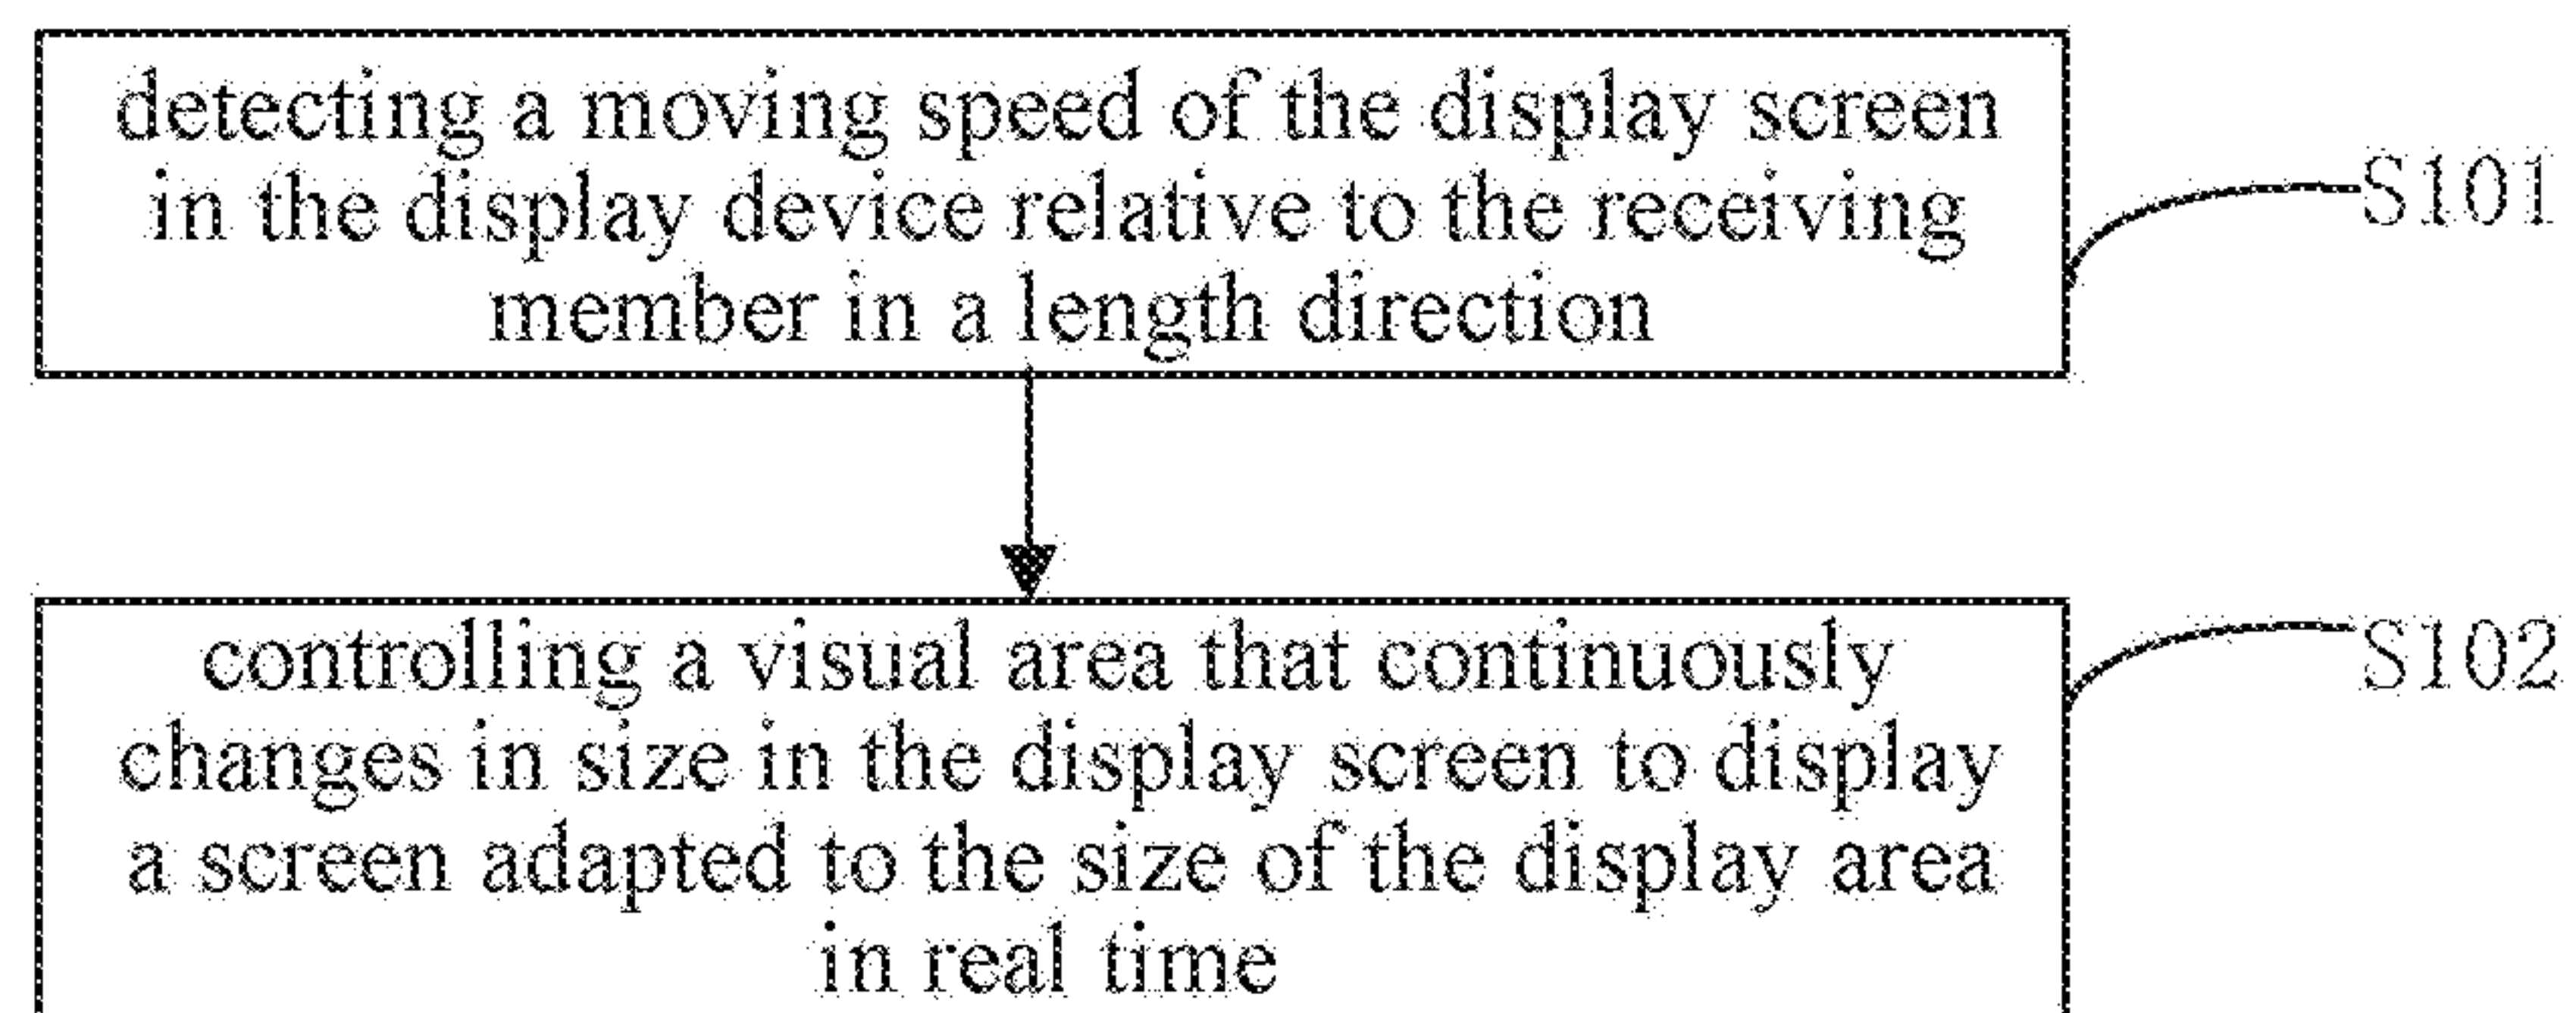 detecting a moving speed of the display screen
in the display device relative to the receiving
member in a length direction
S101
controlling a visual area that continuously
changes in size in the display screen to display
a screen adapted to the size of the display area
in real time
S102